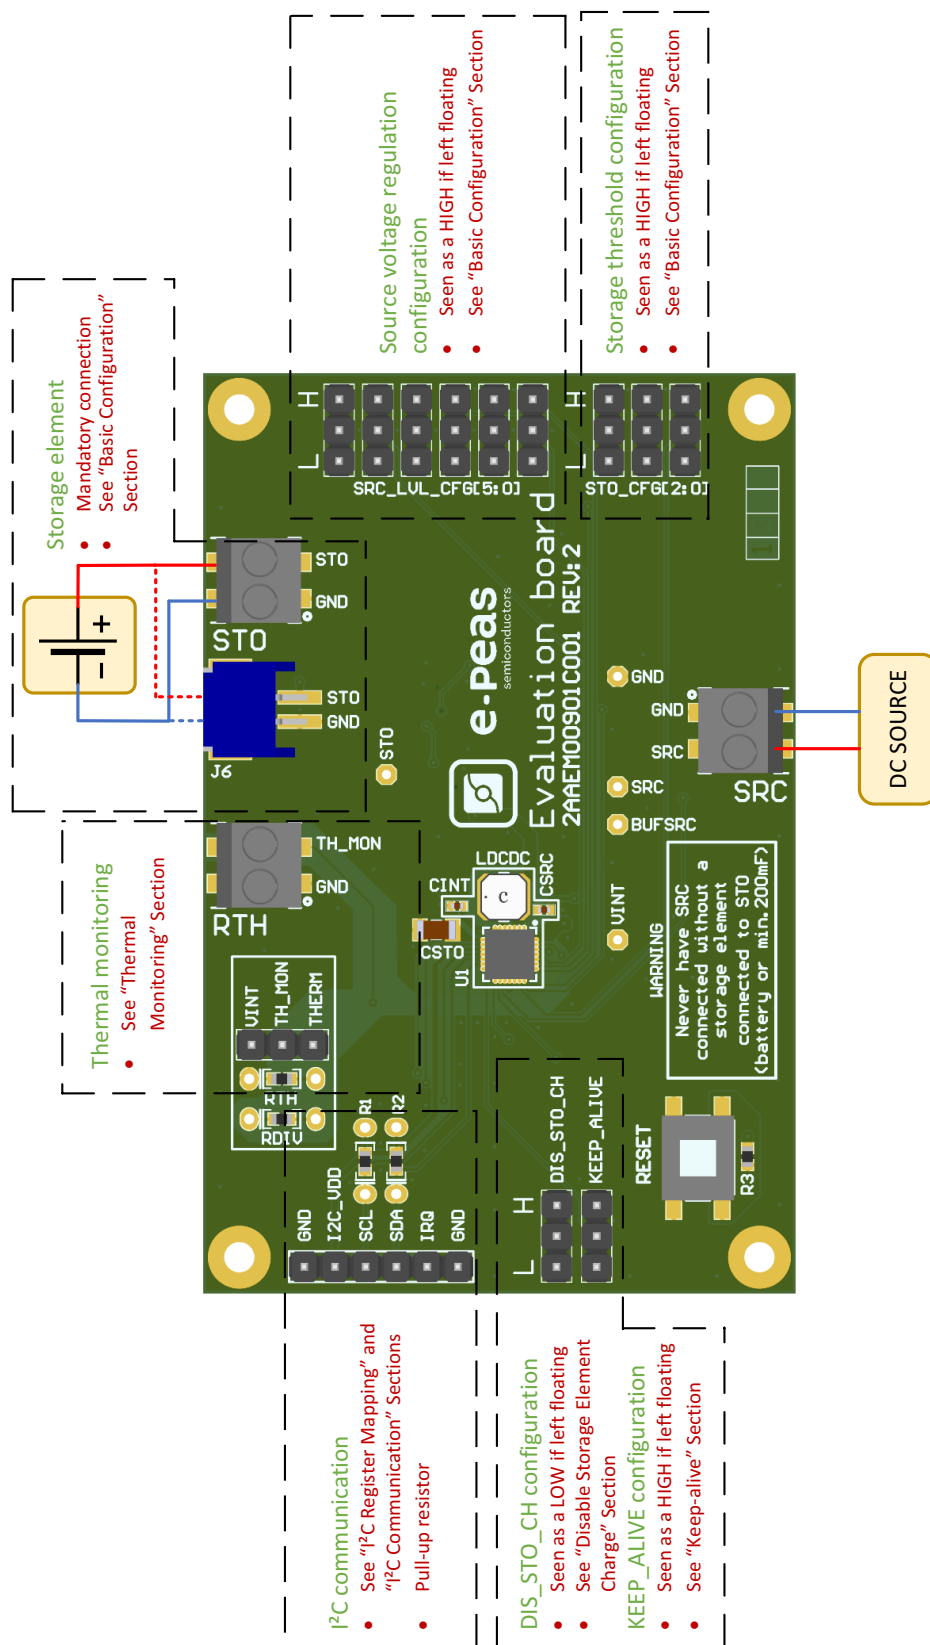 I²C communication
• See “I²C Register Mapping” and
“I²C Communication” Sections
• Pull-up resistor
Thermal monitoring
• See “Thermal
Monitoring” Section
Storage element
• Mandatory connection
• See “Basic Configuration”
Section
+
-
DIS_STO_CH configuration
• Seen as a LOW if left floating
• See “Disable Storage Element
Charge” Section
KEEP_ALIVE configuration
• Seen as a HIGH if left floating
• See “Keep-alive” Section
Source voltage regulation
configuration
• Seen as a HIGH if left floating
• See “Basic Configuration” Section
Storage threshold configuration
• Seen as a HIGH if left floating
• See “Basic Configuration” Section
GND
I2C_VDD
SCL
SDA
IRQ
GND
R1
R2
RDIV
RTH
VINT
TH_MON
THERM
RTH
TH_MON
GND
J6
STO
GND
STO
STO
GND
STO
L H
SRC_LVL_CFG[5:0]
L H
STO_CFG[2:0]
L H
DIS_STO_CH
KEEP_ALIVE
RESET
R3
CSTO
CINT
LDCDC
CSRC
U1
C
e-peas
semiconductors
Evaluation board
2AAEM00901C001 REV:2
VINT
BUFSRC
SRC
GND
WARNING
Never have SRC
connected without a
storage element
connected to STO
(battery or min.200mF)
SRC
GND
SRC
1
DC SOURCE